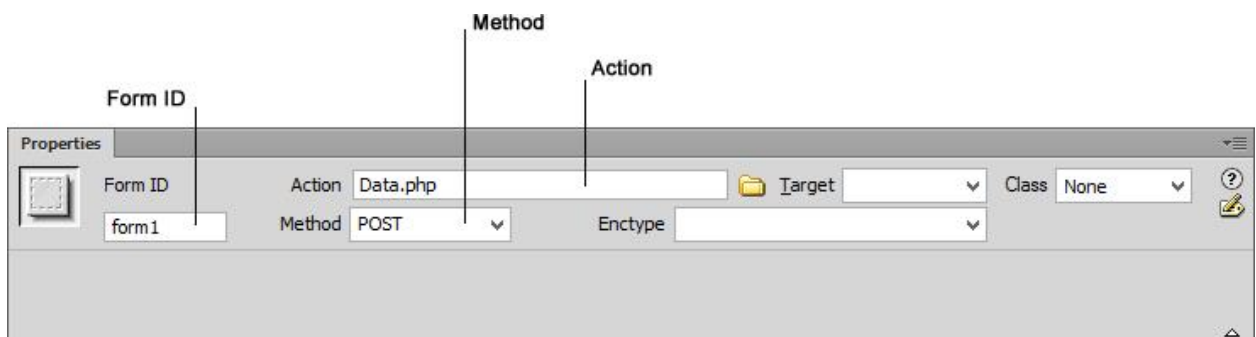 Method
Action
Form ID
Properties
Form ID Action Data.php Target Class None
form1 Method POST Enctype